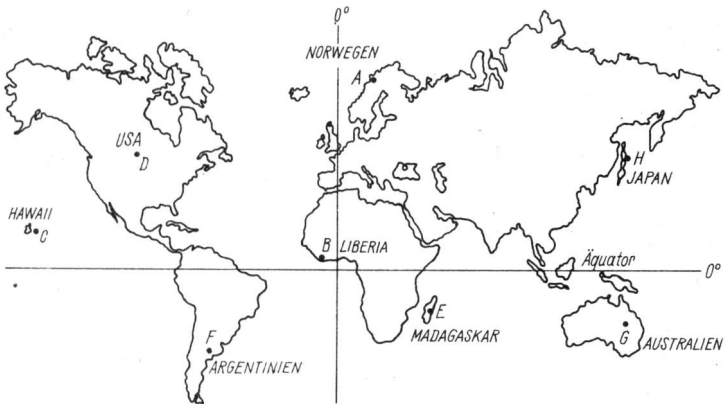 0°
NORWEGEN
A
USA
D
H
JAPAN
HAWAII
C
B LIBERIA
Äquator
0°
E
MADAGASKAR
G
AUSTRALIEN
F
ARGENTINIEN